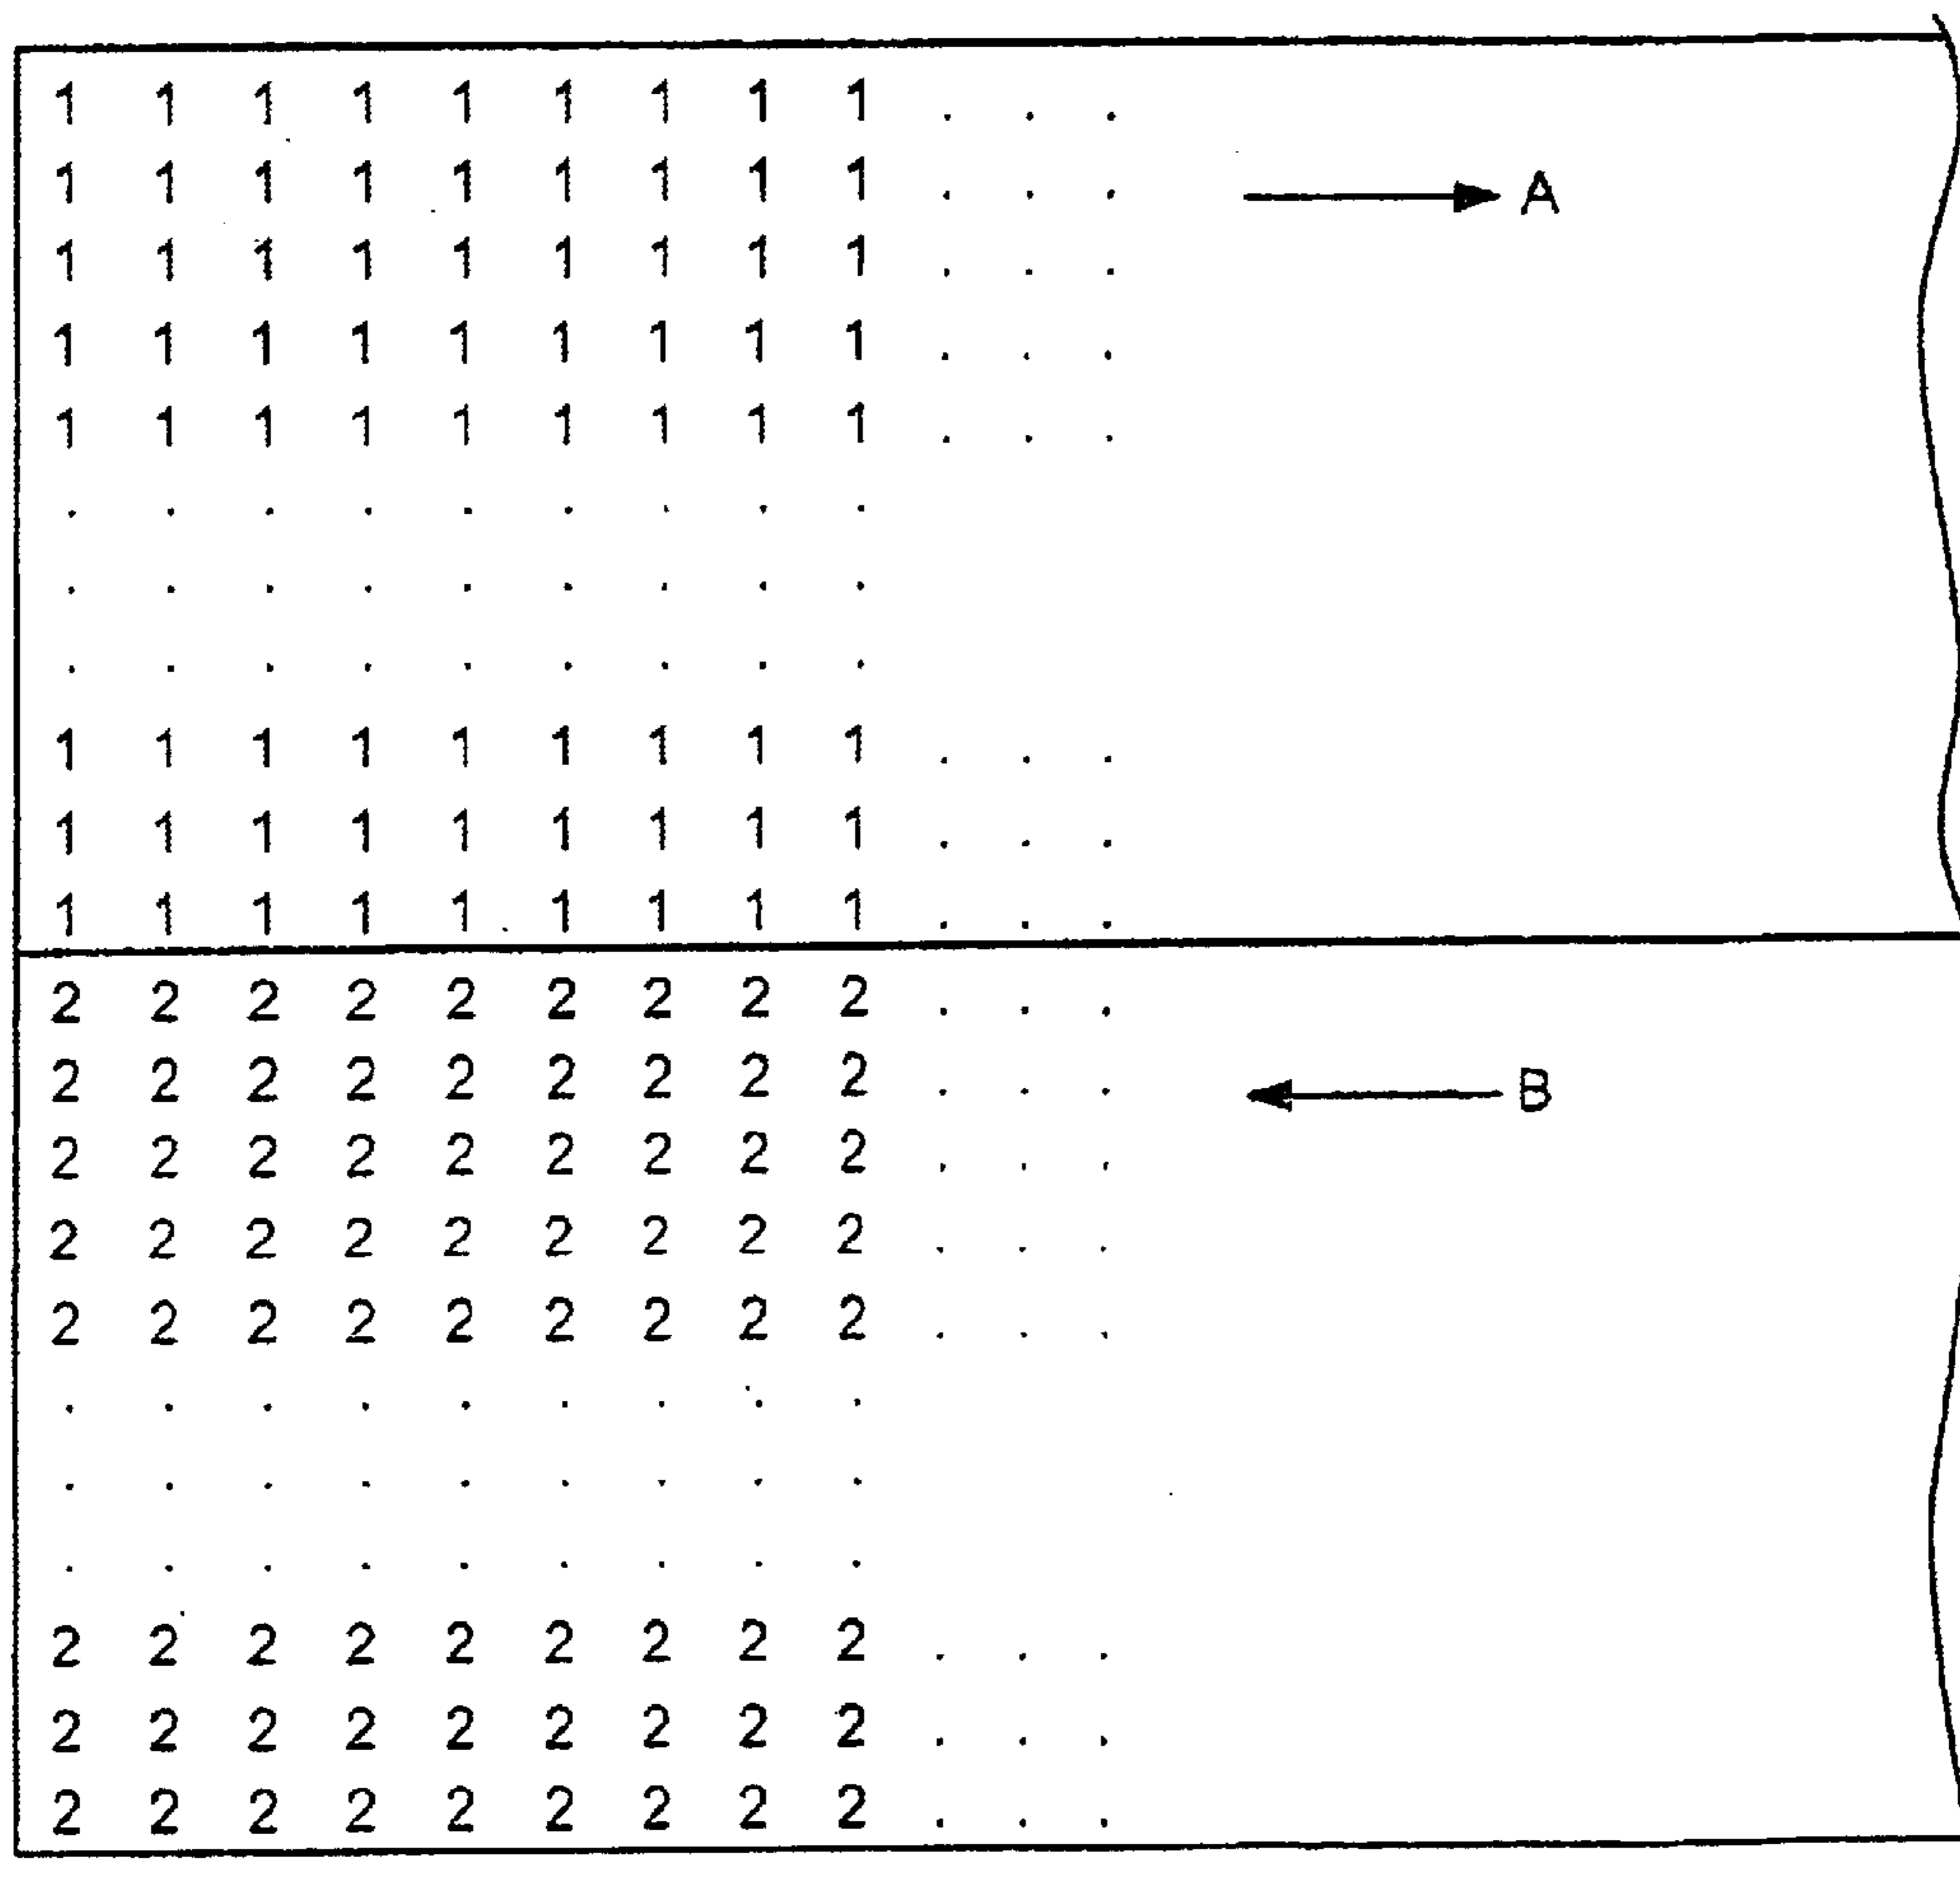 1 1 1 1 1 1 1 1 1 . . .
1 1 1 1 1 1 1 1 1 . . . A
1 1 1 1 1 1 1 1 1 . . .
1 1 1 1 1 1 1 1 1 . . .
1 1 1 1 1 1 1 1 1 . . .
. . . . . . . . .
. . . . . . . . .
. . . . . . . . .
1 1 1 1 1 1 1 1 1 . . .
1 1 1 1 1 1 1 1 1 . . .
1 1 1 1 1 1 1 1 1 . . .
2 2 2 2 2 2 2 2 2 . . .
2 2 2 2 2 2 2 2 2 . . . B
2 2 2 2 2 2 2 2 2 . . .
2 2 2 2 2 2 2 2 2 . . .
2 2 2 2 2 2 2 2 2 . . .
. . . . . . . . .
. . . . . . . . .
. . . . . . . . .
2 2 2 2 2 2 2 2 2 . . .
2 2 2 2 2 2 2 2 2 . . .
2 2 2 2 2 2 2 2 2 . . .